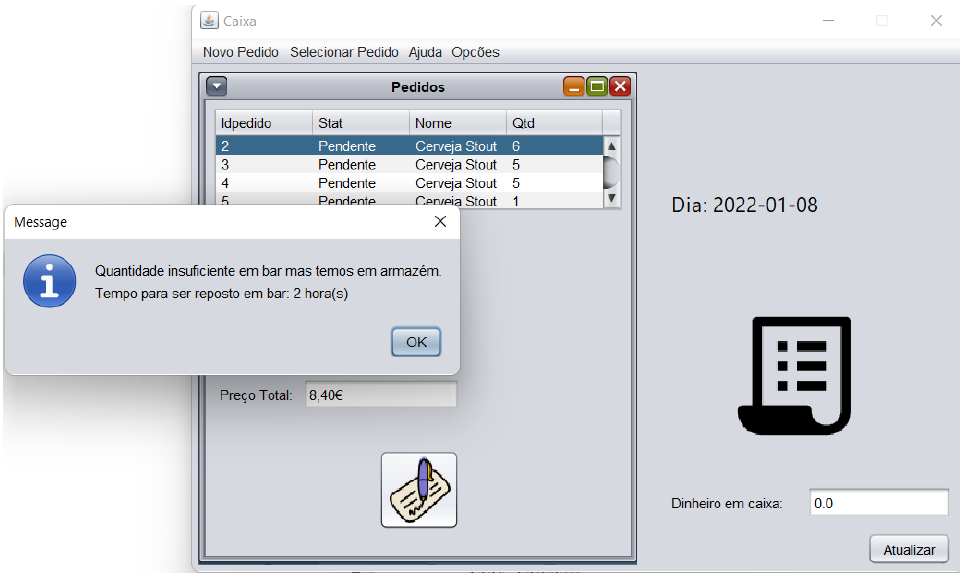 Caixa
Novo Pedido Selecionar Pedido Ajuda Opções
Pedidos
Idpedido Stat Nome Qtd
2 Pendente Cerveja Stout 6
3 Pendente Cerveja Stout 5
4 Pendente Cerveja Stout 5
5 Pendente Cerveja Stout 1
Dia: 2022-01-08
Message
Quantidade insuficiente em bar mas temos em armazém.
Tempo para ser reposto em bar: 2 hora(s)
OK
Preço Total: 8,40€
Dinheiro em caixa: 0.0
Atualizar